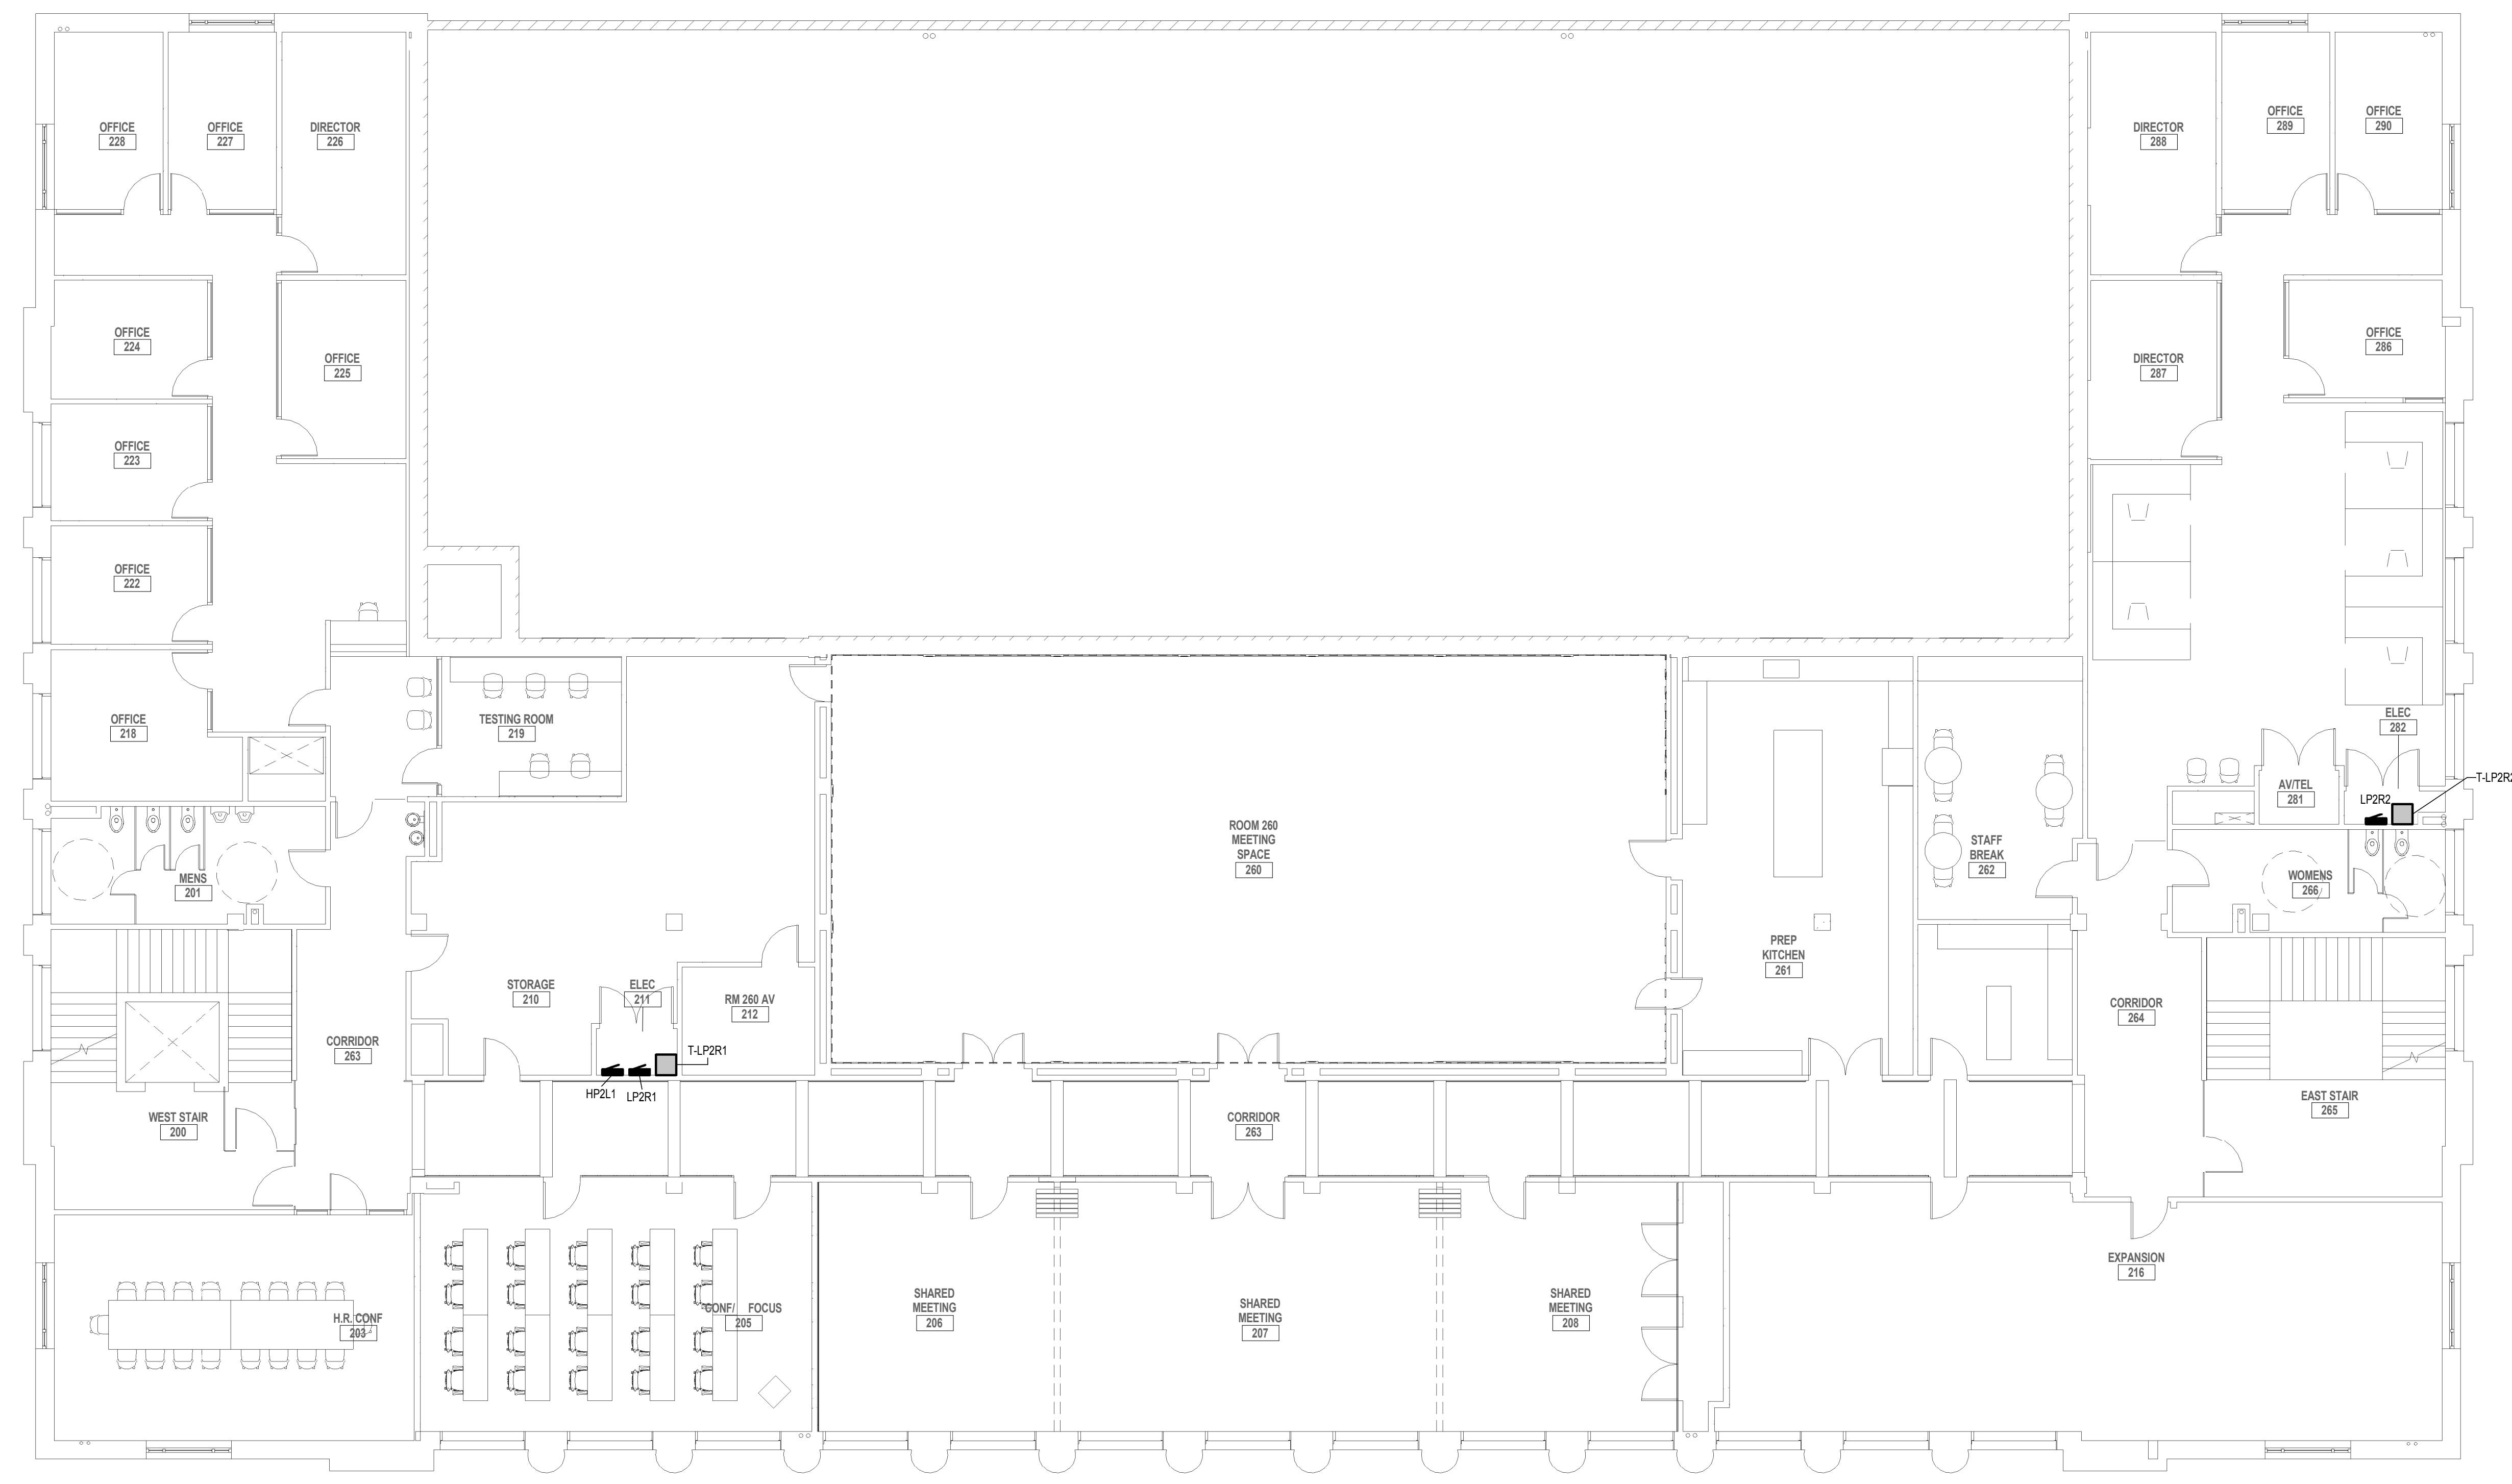 OFFICE
228
OFFICE
227
DIRECTOR
226
DIRECTOR
288
OFFICE
289
OFFICE
290
OFFICE
224
OFFICE
225
DIRECTOR
287
OFFICE
286
OFFICE
223
OFFICE
222
OFFICE
218
TESTING ROOM
219
ELEC
282
T-LP2R2
AV/TEL
281
LP2R2
ROOM 260
MEETING
SPACE
260
STAFF
BREAK
262
MENS
201
WOMENS
266
PREP
KITCHEN
261
STORAGE
210
ELEC
211
RM 260 AV
212
CORRIDOR
264
CORRIDOR
263
T-LP2R1
HP2L1
LP2R1
WEST STAIR
200
CORRIDOR
263
EAST STAIR
265
EXPANSION
216
H.R. CONF
203
CONF/ FOCUS
205
SHARED
MEETING
206
SHARED
MEETING
207
SHARED
MEETING
208